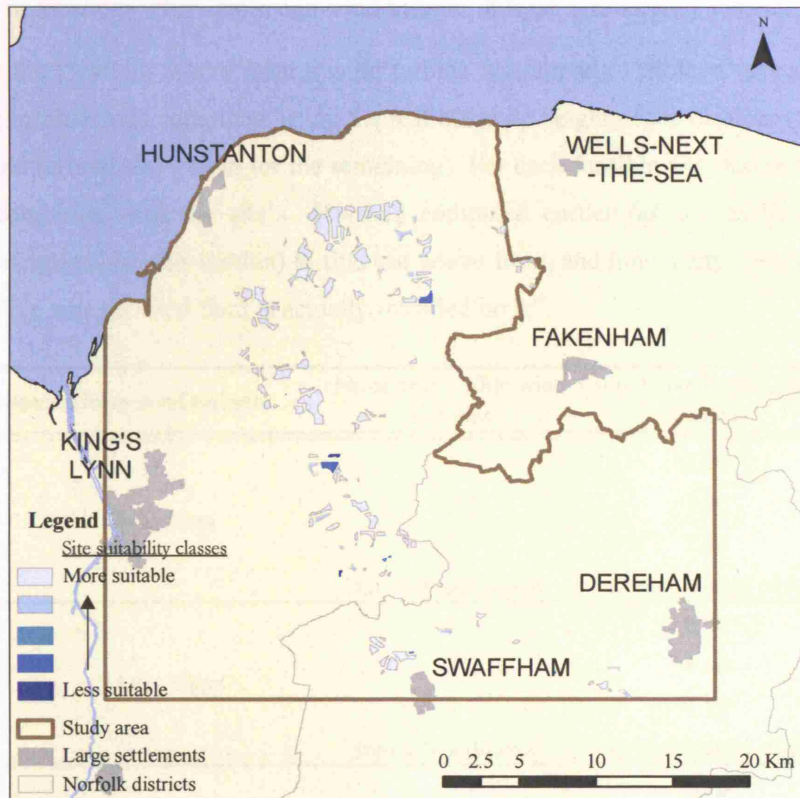 N
HUNSTANTON
WELLS-NEXT
-THE-SEA
FAKENHAM
KING'S
LYNN
DEREHAM
SWAFFHAM
Legend
Site suitability classes
More suitable
Less suitable
Study area
Large settlements
Norfolk districts
0 2.5 5 10 15 20 Km